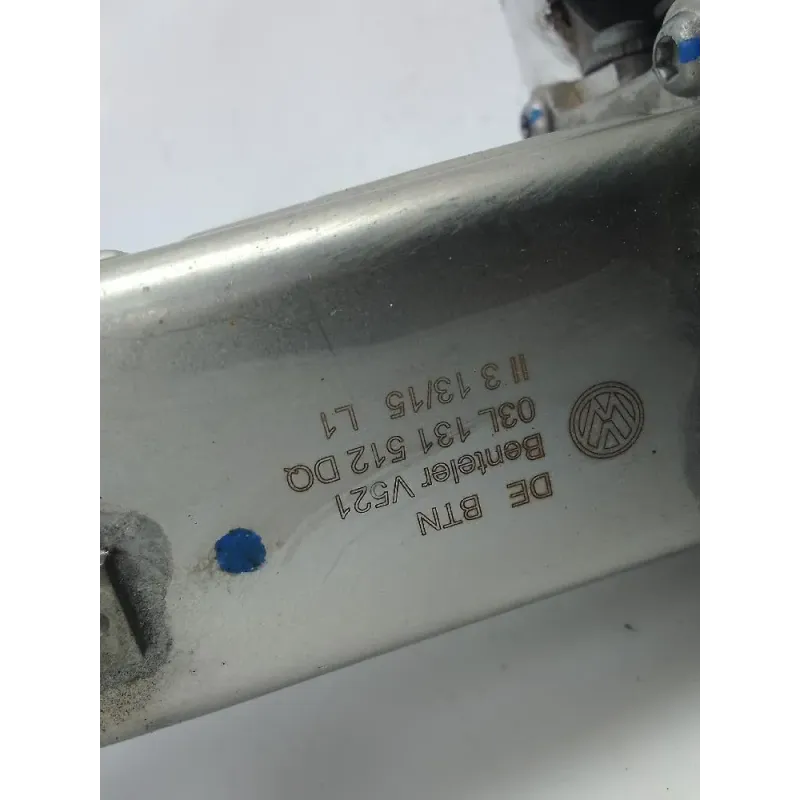 DE BTN
Benteler V521
03L 131 512 DQ
II 3 13/15 L1